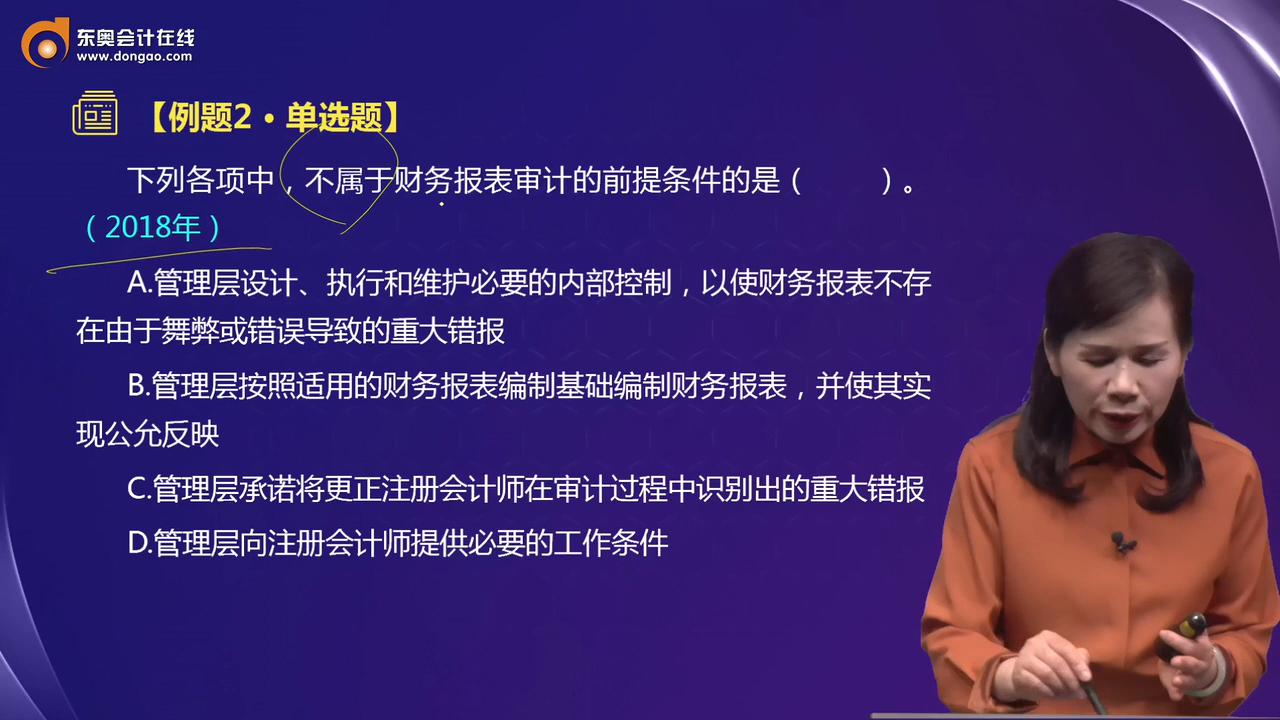 东奥会计在线
www.dongao.com
【例题2·单选题】
下列各项中，不属于财务报表审计的前提条件的是（　　）。
（2018年）
A.管理层设计、执行和维护必要的内部控制，以使财务报表不存
在由于舞弊或错误导致的重大错报
B.管理层按照适用的财务报表编制基础编制财务报表，并使其实
现公允反映
C.管理层承诺将更正注册会计师在审计过程中识别出的重大错报
D.管理层向注册会计师提供必要的工作条件